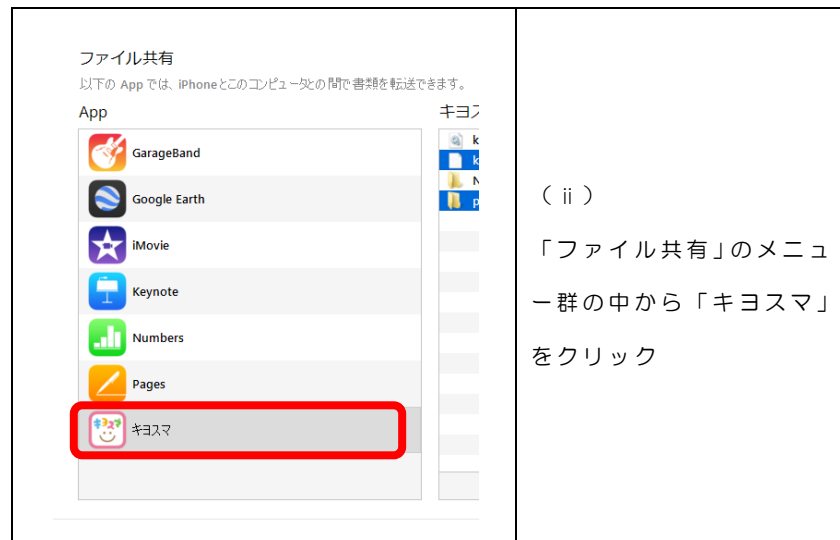 ファイル共有
以下の App では、iPhoneとこのコンピュータとの間で書類を転送できます。
App
GarageBand
Google Earth
iMovie
Keynote
Numbers
Pages
キヨスマ
キヨス
k
k
N
p
（ⅱ）
「ファイル共有」のメニュ
ー群の中から「キヨスマ」
をクリック